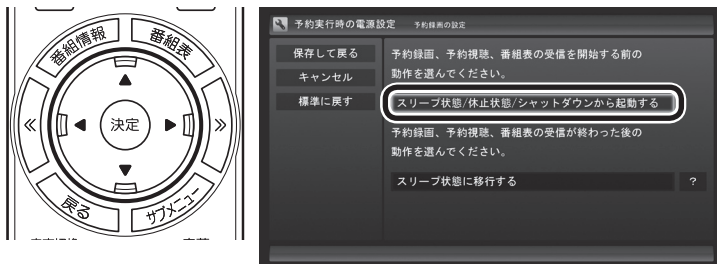 番組情報
番組表
決定
戻る
サブメニュー
予約実行時の電源設定 予約録画の設定
保存して戻る
キャンセル
標準に戻す
予約録画、予約視聴、番組表の受信を開始する前の
動作を選んでください。
スリープ状態/休止状態/シャットダウンから起動する
予約録画、予約視聴、番組表の受信が終わった後の
動作を選んでください。
スリープ状態に移行する ?